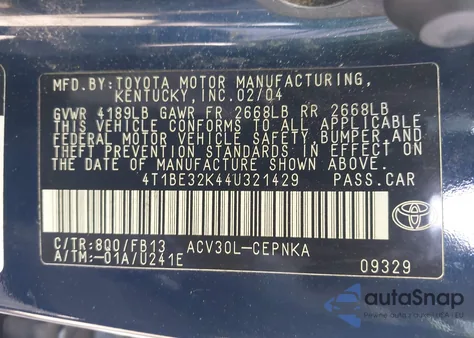 MFD.BY: TOYOTA MOTOR MANUFACTURING,
KENTUCKY, INC. 02/04
GVWR 4189LB GAWR FR 2668LB RR 2668LB
THIS VEHICLE CONFORMS TO ALL APPLICABLE
FEDERAL MOTOR VEHICLE SAFETY, BUMPER AND
THEFT PREVENTION STANDARDS IN EFFECT ON
THE DATE OF MANUFACTURE SHOWN ABOVE.
4T1BE32K44U321429 PASS.CAR
C/TR:8Q0/FB13 ACV30L-CEPNKA
A/TM:-01A/U241E
09329
TOYOTA
autoSnap